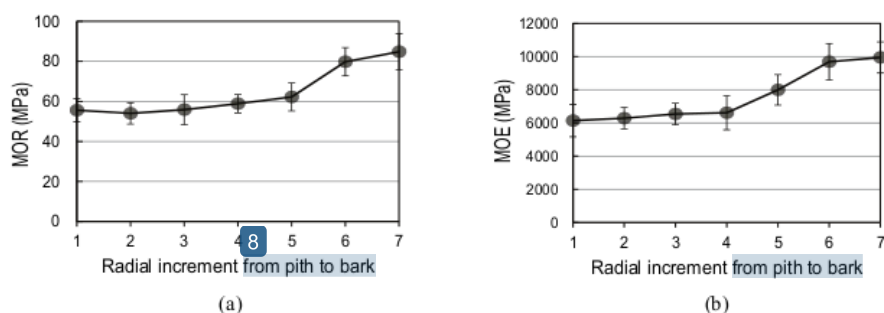 100
80
60
40
20
0
MOR (MPa)
1 2 3 4 5 6 7
8
Radial increment from pith to bark
(a)
12000
10000
8000
6000
4000
2000
0
MOE (MPa)
1 2 3 4 5 6 7
Radial increment from pith to bark
(b)